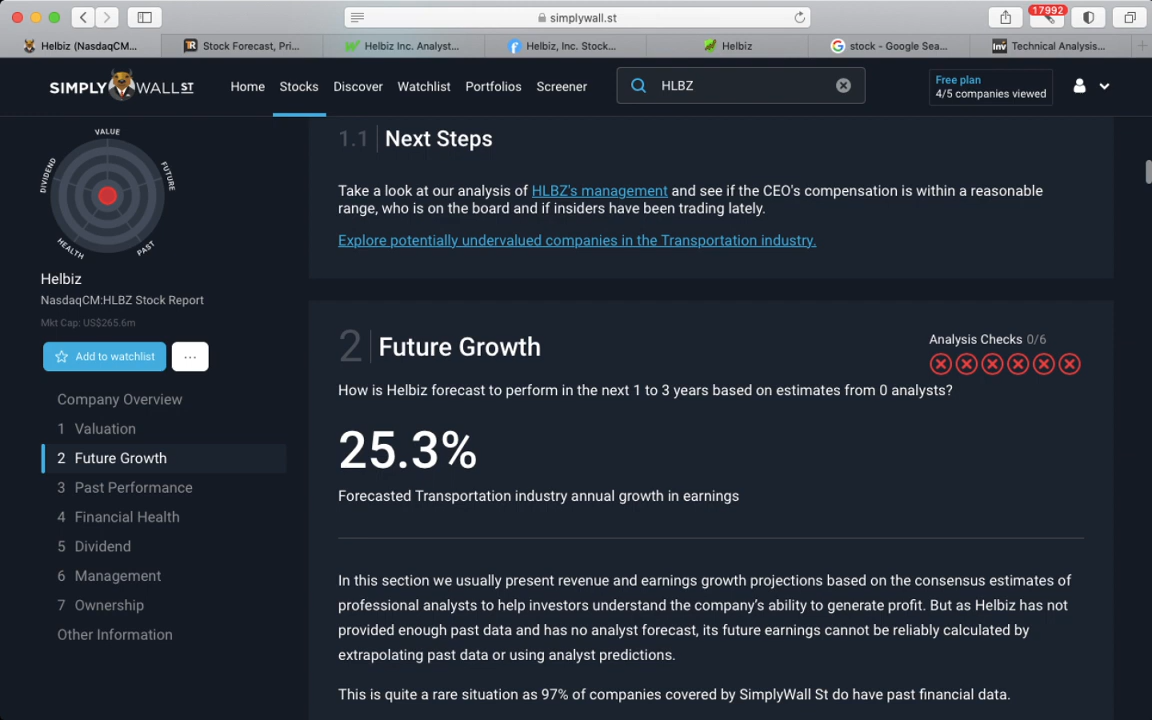 simplywall.st
17992
Helbiz (NasdaqCM...
Stock Forecast, Pri...
Helbiz Inc. Analyst...
Helbiz, Inc. Stock...
Helbiz
stock - Google Sea...
Inv
Technical Analysis...
SIMPLY WALL ST
Home
Stocks
Discover
Watchlist
Portfolios
Screener
HLBZ
Free plan
4/5 companies viewed
VALUE
FUTURE
PAST
HEALTH
DIVIDEND
Helbiz
NasdaqCM:HLBZ Stock Report
Mkt Cap: US$265.6m
Add to watchlist
...
Company Overview
1 Valuation
2 Future Growth
3 Past Performance
4 Financial Health
5 Dividend
6 Management
7 Ownership
Other Information
1.1 Next Steps
Take a look at our analysis of HLBZ's management and see if the CEO's compensation is within a reasonable
range, who is on the board and if insiders have been trading lately.
Explore potentially undervalued companies in the Transportation industry.
2 Future Growth
Analysis Checks 0/6
How is Helbiz forecast to perform in the next 1 to 3 years based on estimates from 0 analysts?
25.3%
Forecasted Transportation industry annual growth in earnings
In this section we usually present revenue and earnings growth projections based on the consensus estimates of
professional analysts to help investors understand the company's ability to generate profit. But as Helbiz has not
provided enough past data and has no analyst forecast, its future earnings cannot be reliably calculated by
extrapolating past data or using analyst predictions.
This is quite a rare situation as 97% of companies covered by SimplyWall St do have past financial data.